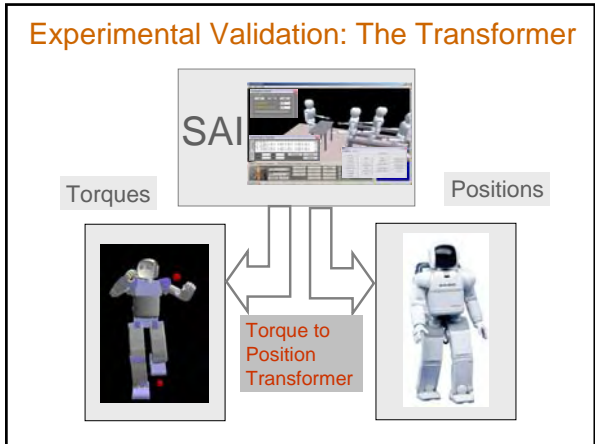 Experimental Validation: The Transformer
SAI
Torques
Positions
Torque to
Position
Transformer